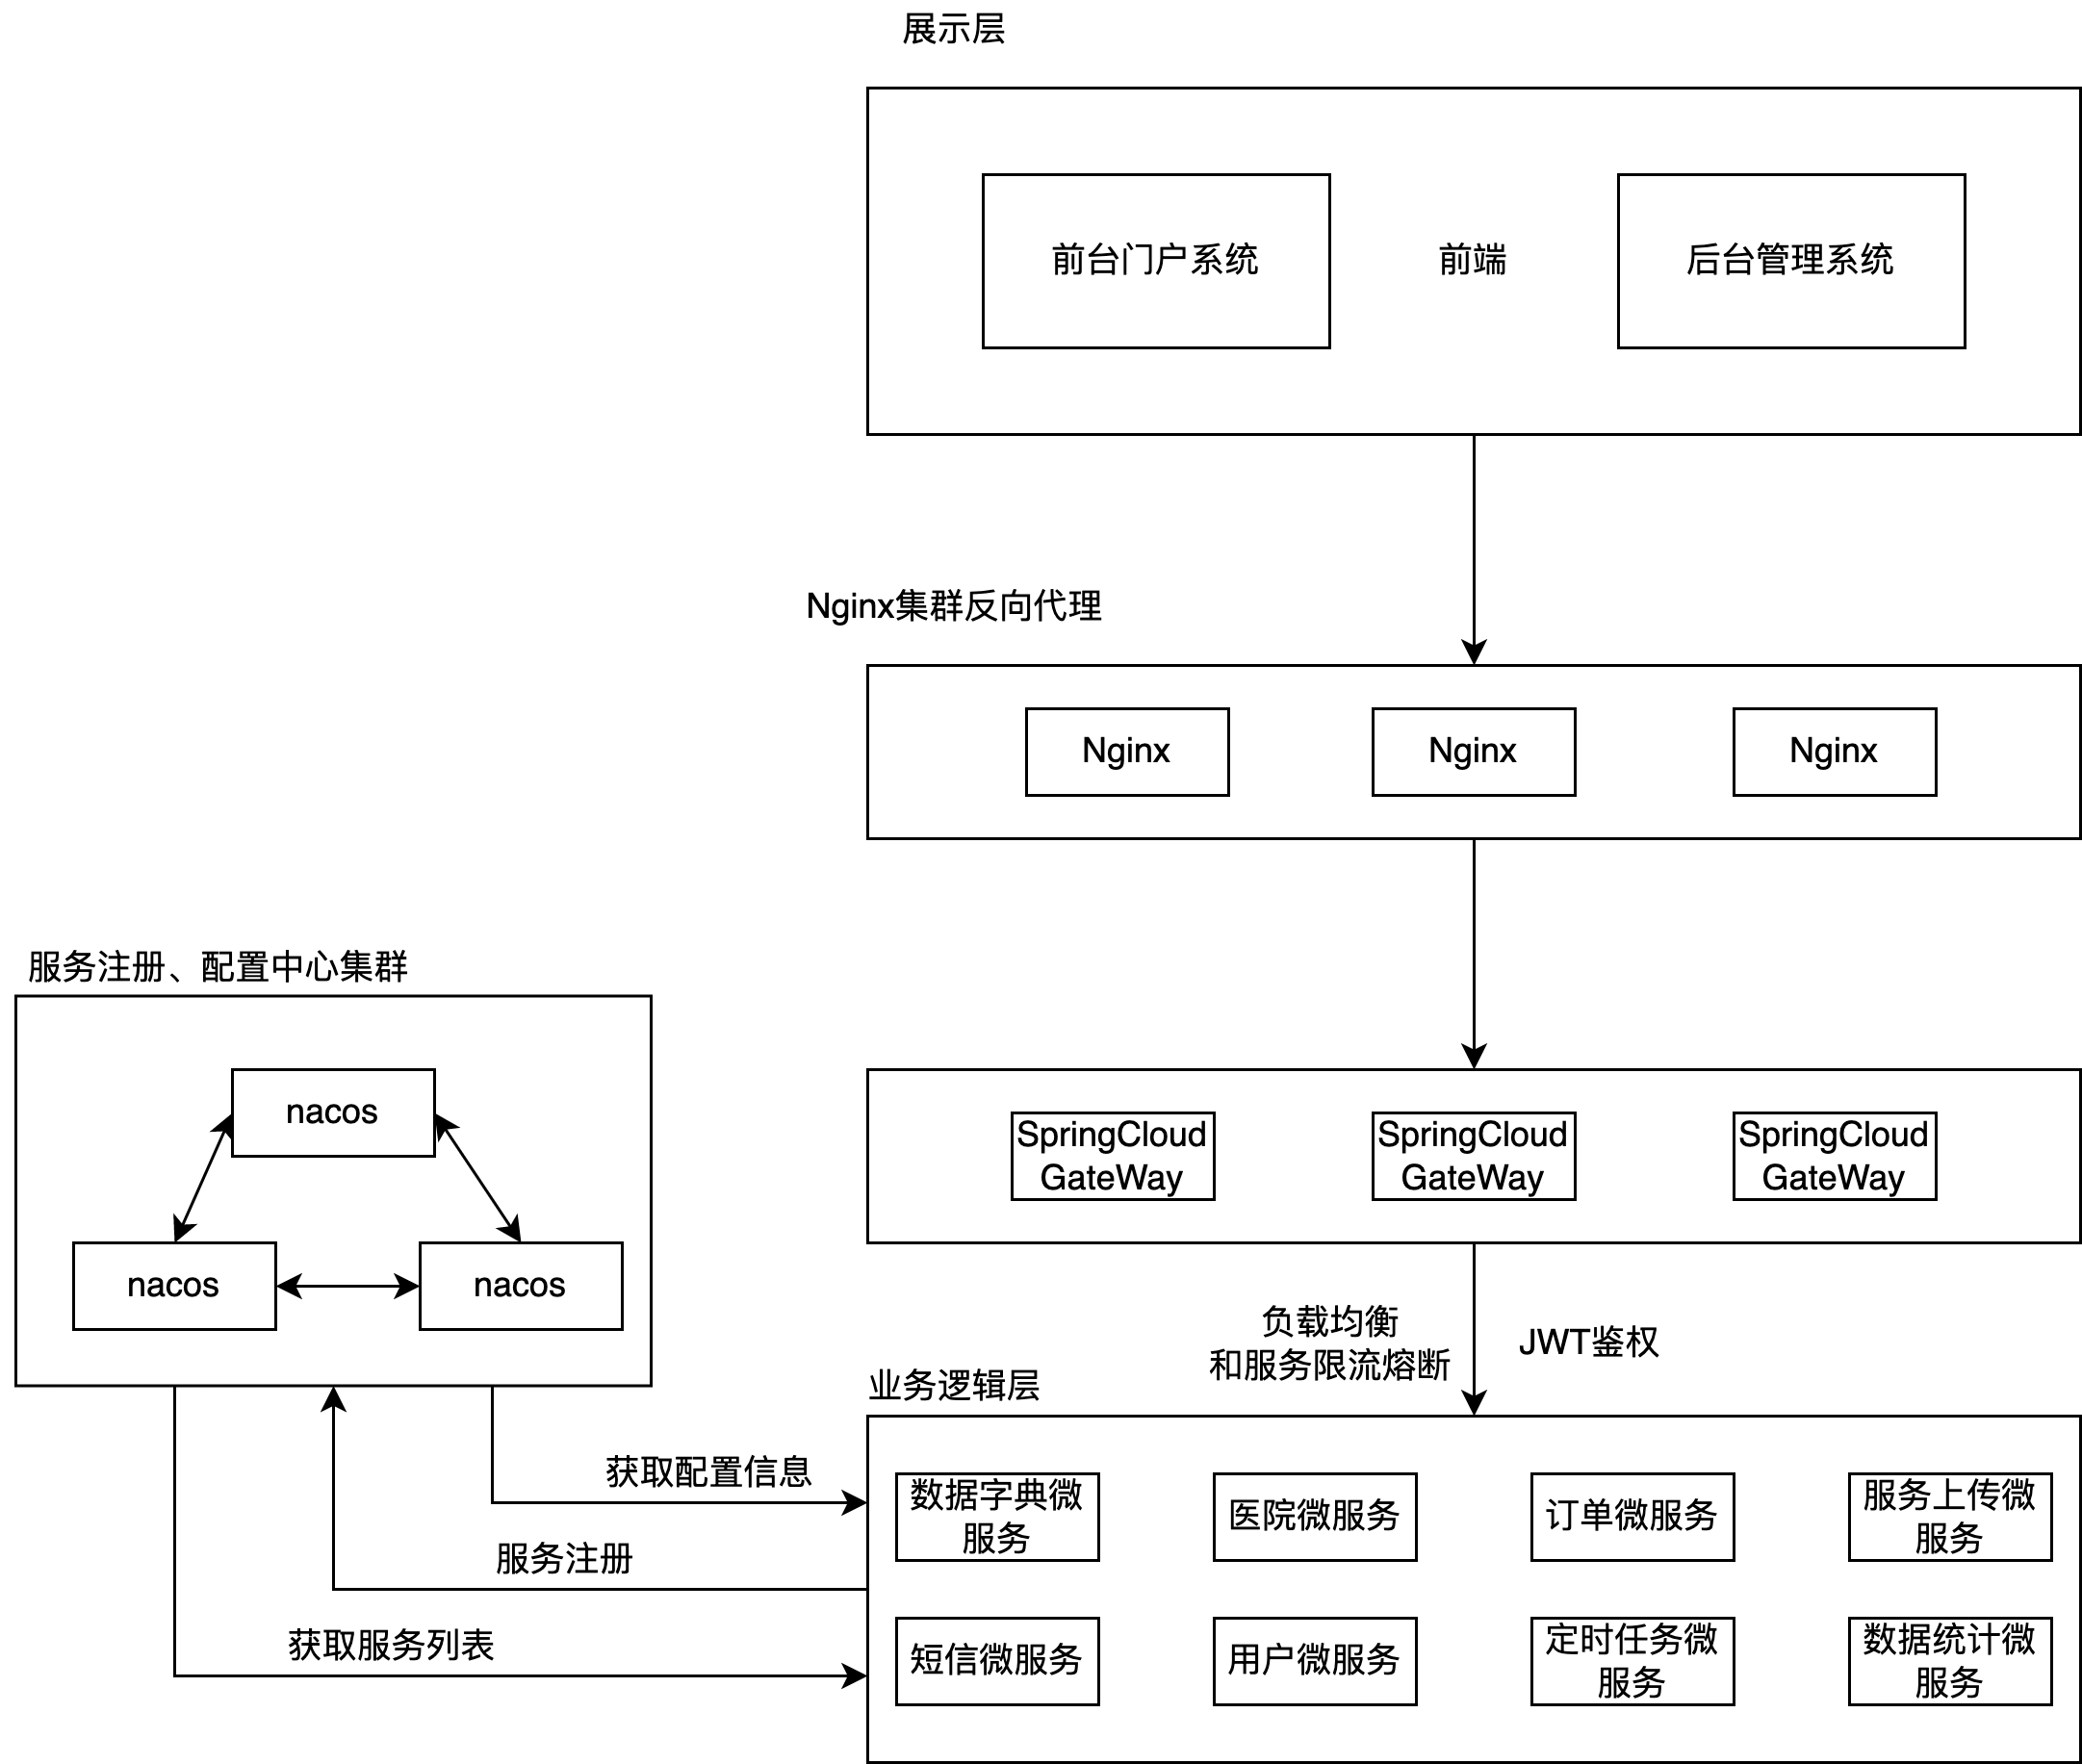 展示层
前台门户系统
前端
后台管理系统
Nginx集群反向代理
Nginx
Nginx
Nginx
服务注册、配置中心集群
nacos
nacos
nacos
SpringCloud
GateWay
SpringCloud
GateWay
SpringCloud
GateWay
负载均衡
和服务限流熔断
JWT鉴权
业务逻辑层
获取配置信息
服务注册
获取服务列表
数据字典微
服务
医院微服务
订单微服务
服务上传微
服务
短信微服务
用户微服务
定时任务微
服务
数据统计微
服务